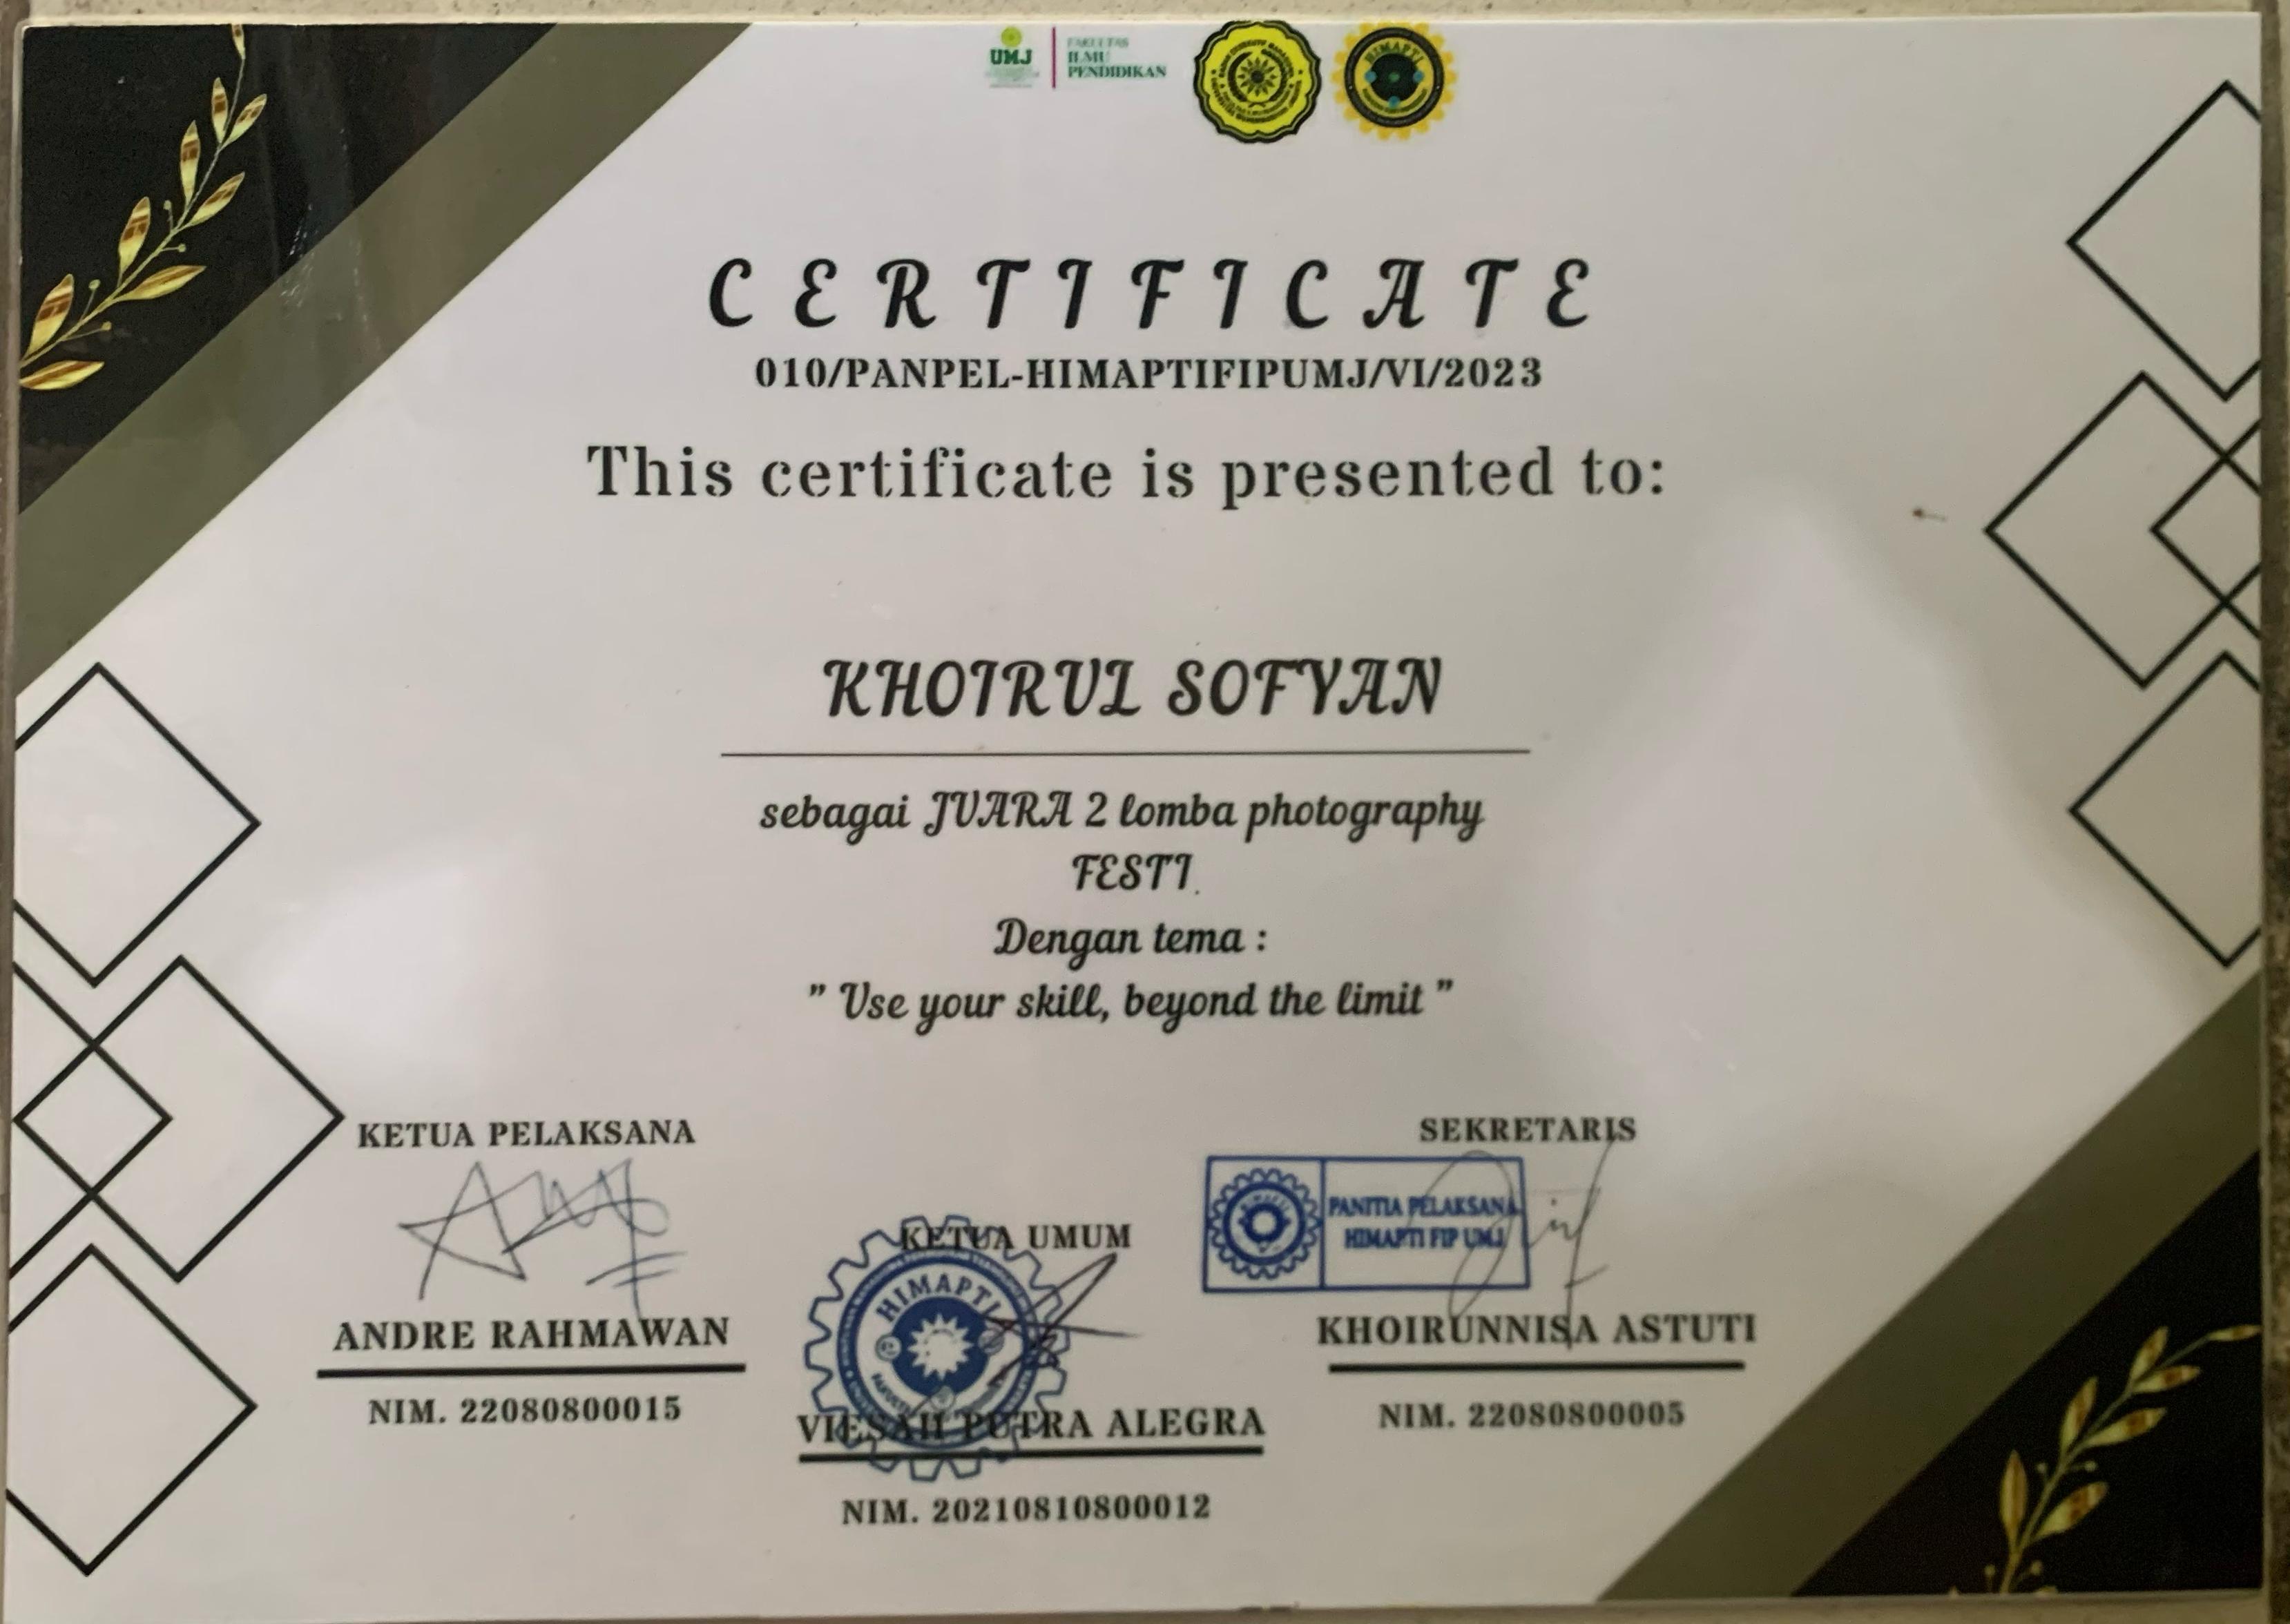 UMJ
FAKULTAS
ILMU
PENDIDIKAN
HIMAPTI
CERTIFICATE
010/PANPEL-HIMAPTIFIPUMJ/VI/2023
This certificate is presented to:
KHOIRUL SOFYAN
sebagai JUARA 2 lomba photography
FESTI
Dengan tema :
" Use your skill, beyond the limit "
KETUA PELAKSANA
ANDRE RAHMAWAN
NIM. 22080800015
KETUA UMUM
HIMAPTI
VIESAH PUTRA ALEGRA
NIM. 20210810800012
SEKRETARIS
PANITIA PELAKSANA
HIMAPTI FIP UMJ
KHOIRUNNISA ASTUTI
NIM. 22080800005